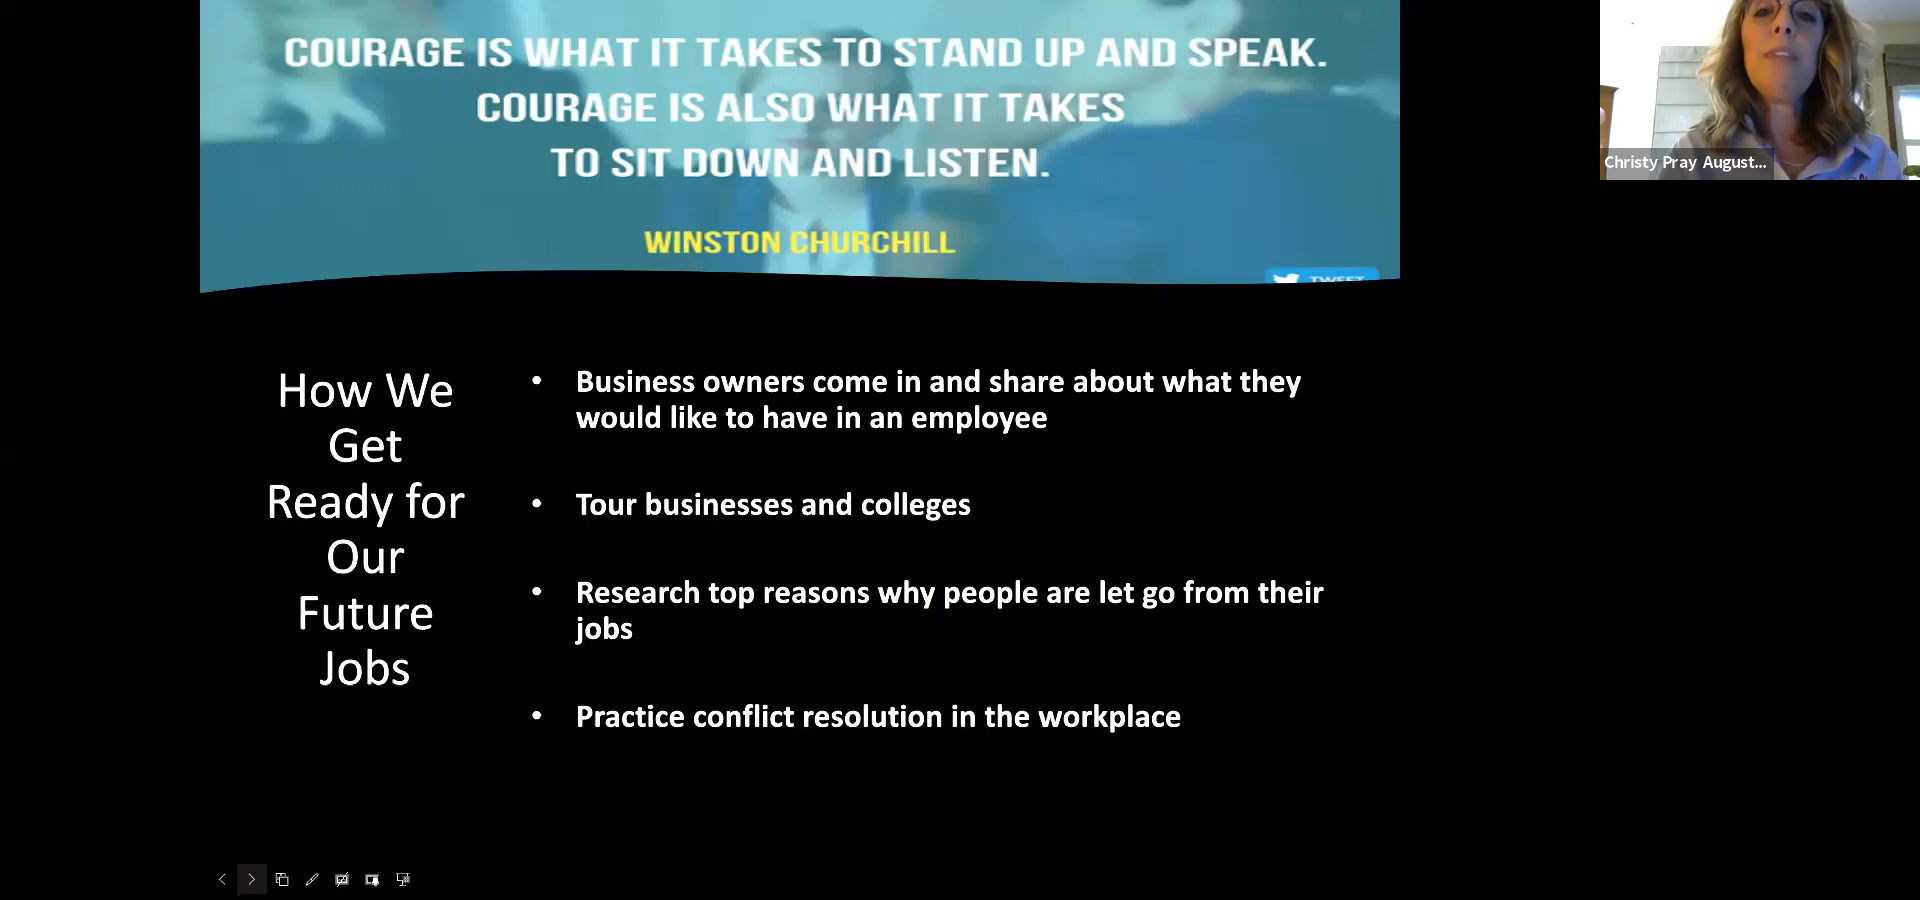 COURAGE IS WHAT IT TAKES TO STAND UP AND SPEAK.
COURAGE IS ALSO WHAT IT TAKES
TO SIT DOWN AND LISTEN.
WINSTON CHURCHILL
TWEET
Christy Pray August...
How We
Get
Ready for
Our
Future
Jobs
• Business owners come in and share about what they
would like to have in an employee
• Tour businesses and colleges
• Research top reasons why people are let go from their
jobs
• Practice conflict resolution in the workplace